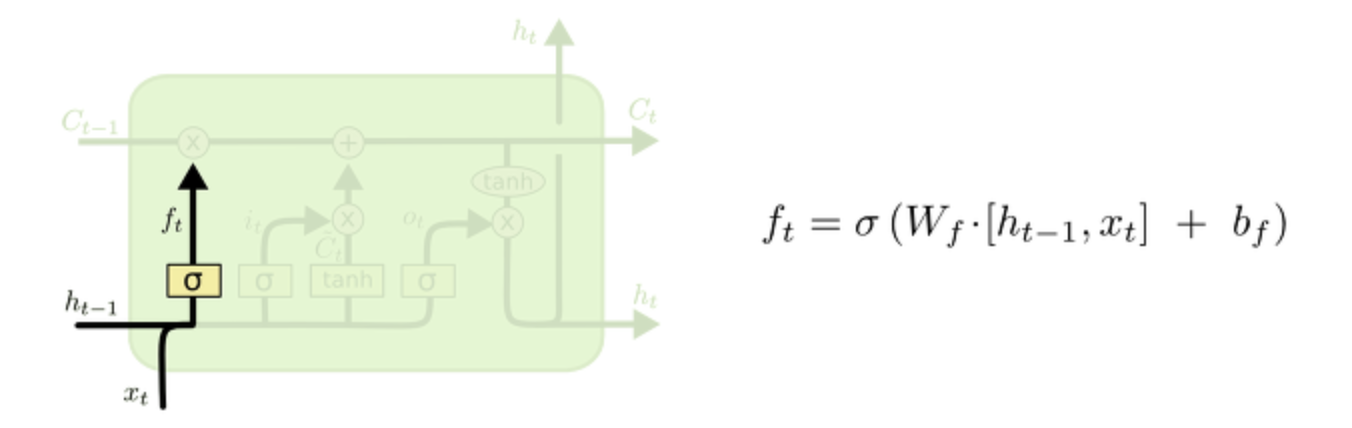 h_t
C_{t-1}
C_t
x
+
tanh
f_t
i_t
x
o_t
x
C̃_t
σ
σ
tanh
σ
h_{t-1}
h_t
x_t
f_t = σ (W_f · [h_{t-1}, x_t] + b_f)